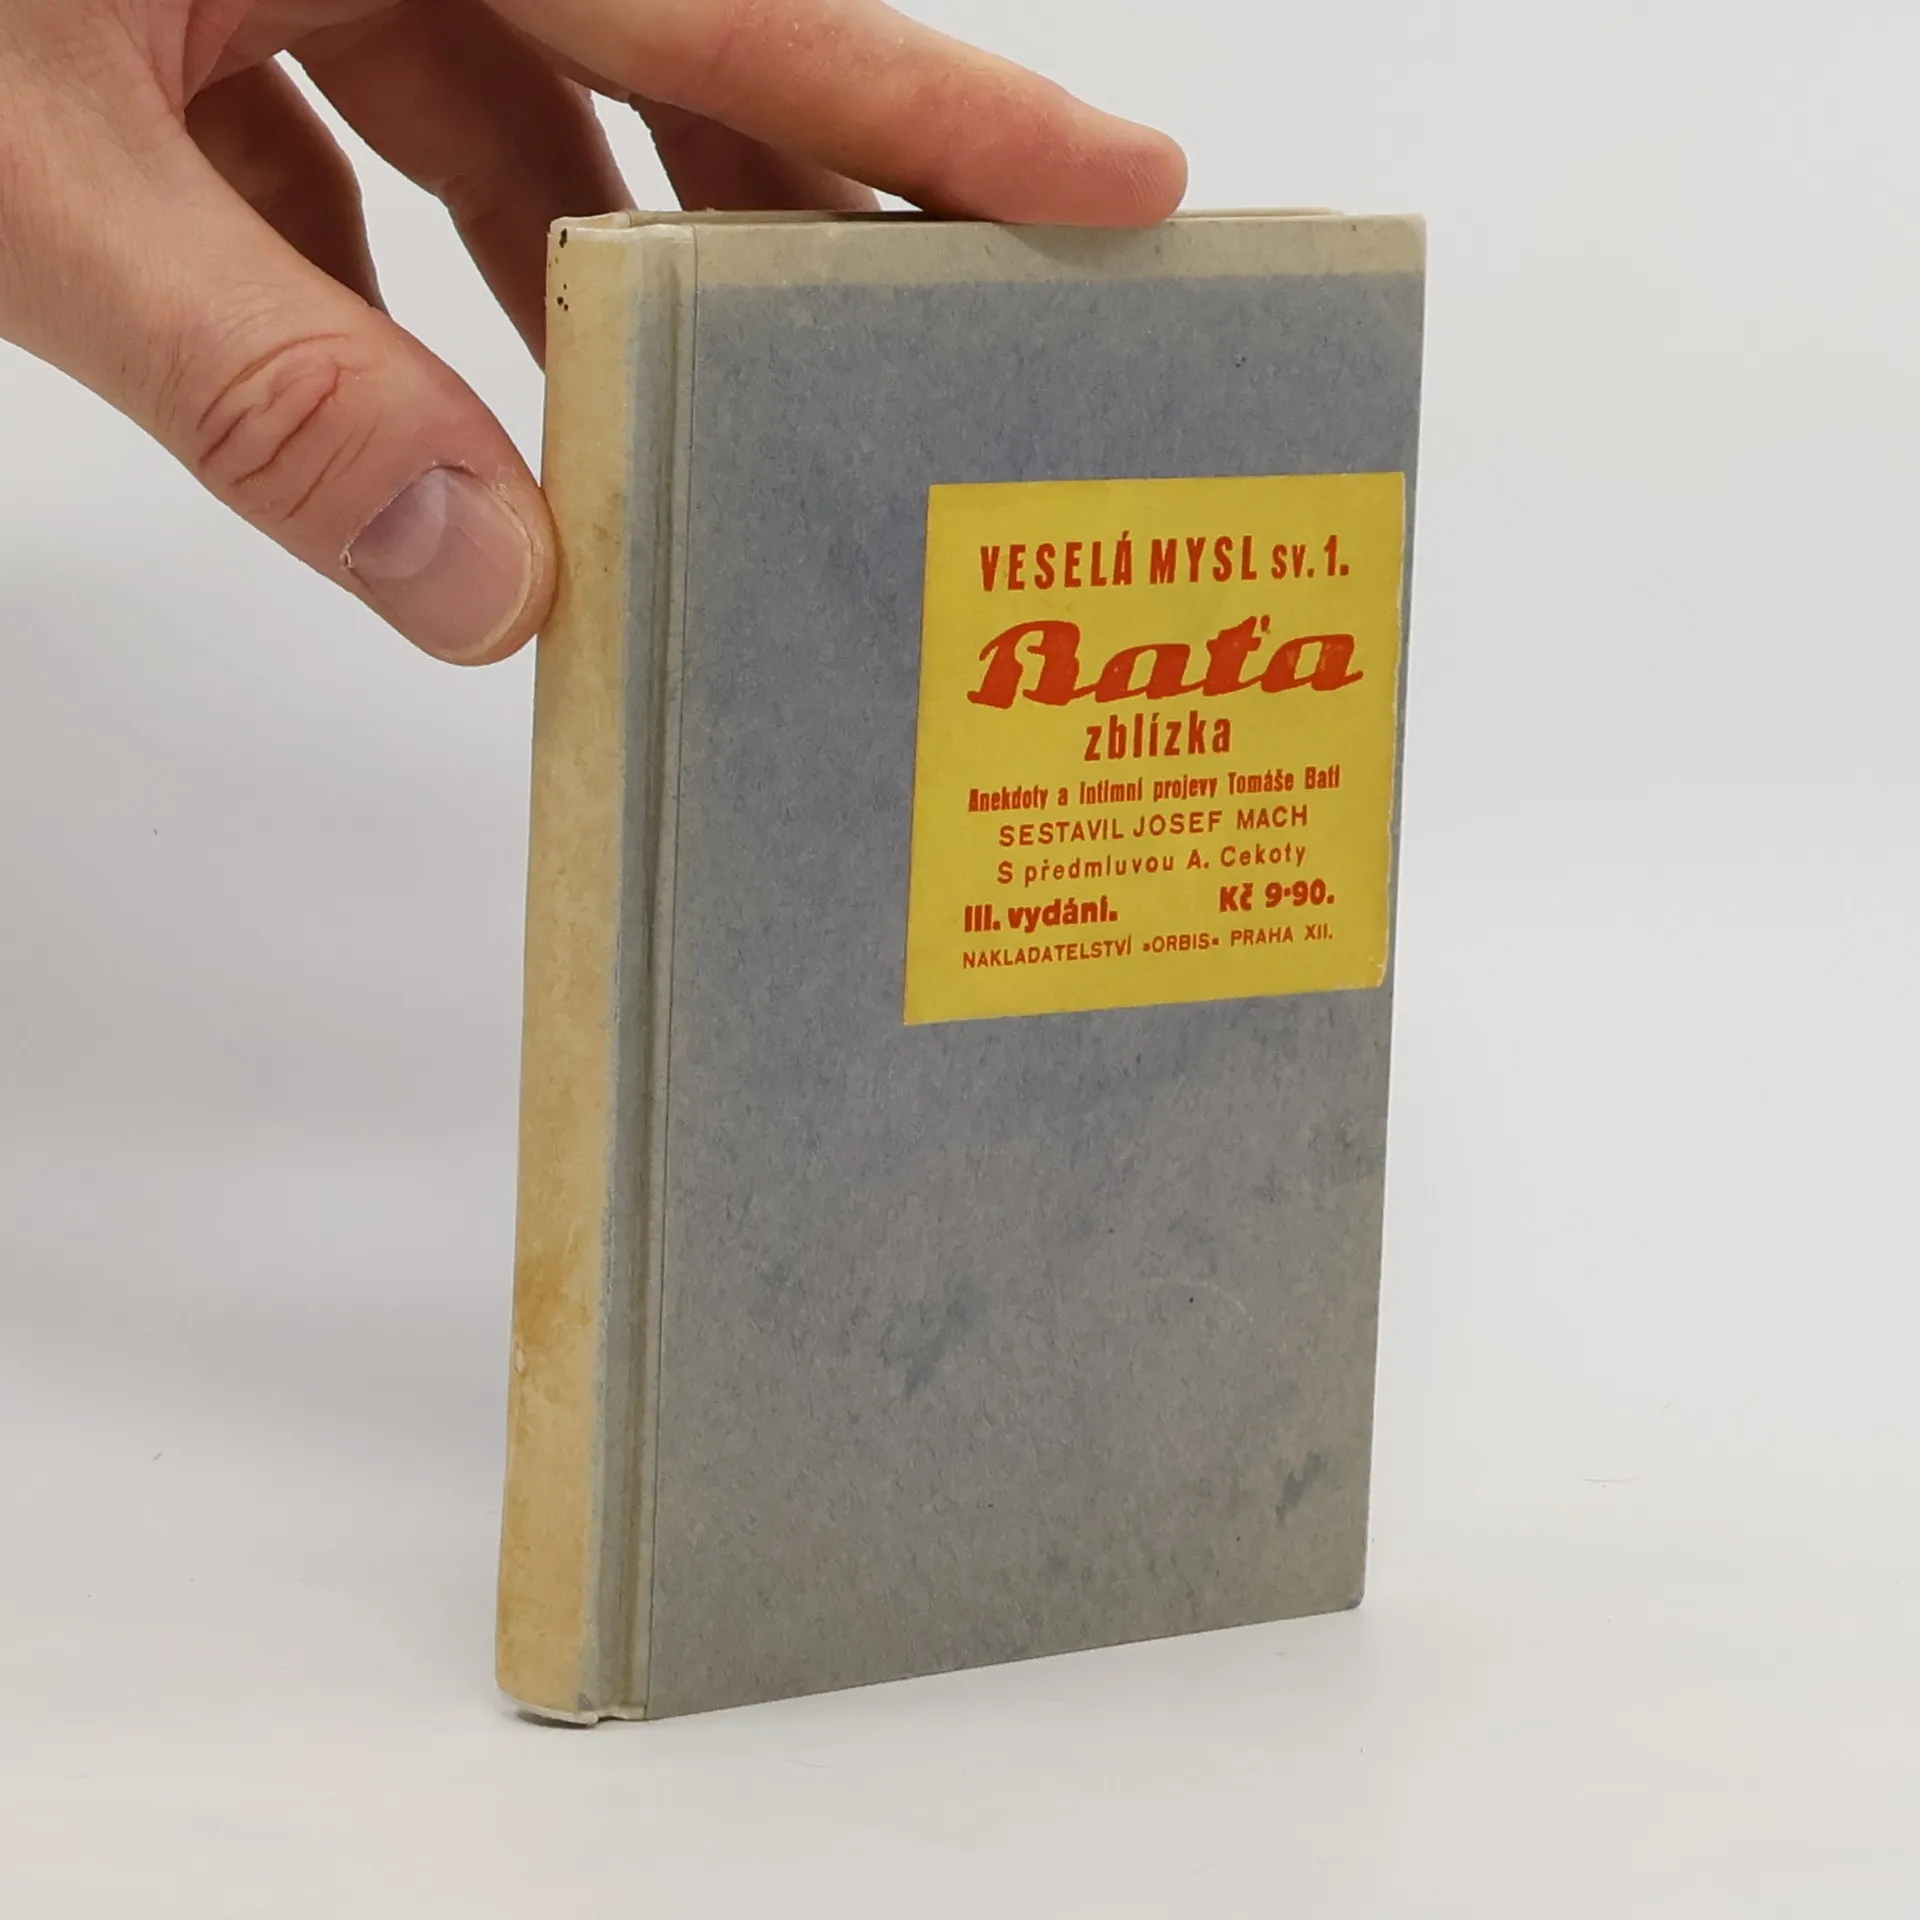 VESELÁ MYSL sv. 1.
Baťa
zblízka
Anekdoty a intimní projevy Tomáše Bati
SESTAVIL JOSEF MACH
S předmluvou A. Cekoty
III. vydání. Kč 9·90.
NAKLADATELSTVÍ »ORBIS« PRAHA XII.